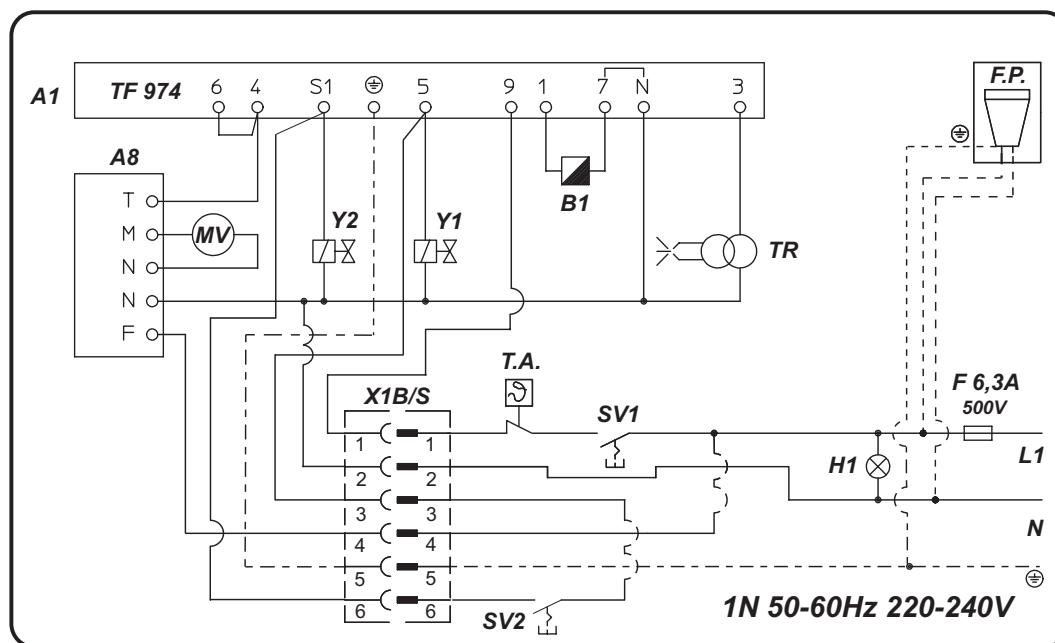 6 4 S1 5 9 1 7 N 3
A1 TF 974
F.P.
A8
T
M MV
N
N
F
Y2 Y1 B1 TR
T.A.
X1B/S SV1
F 6,3A
500V
1 1
2 2
3 3
4 4
5 5
6 6
H1
L1
N
SV2
1N 50-60Hz 220-240V